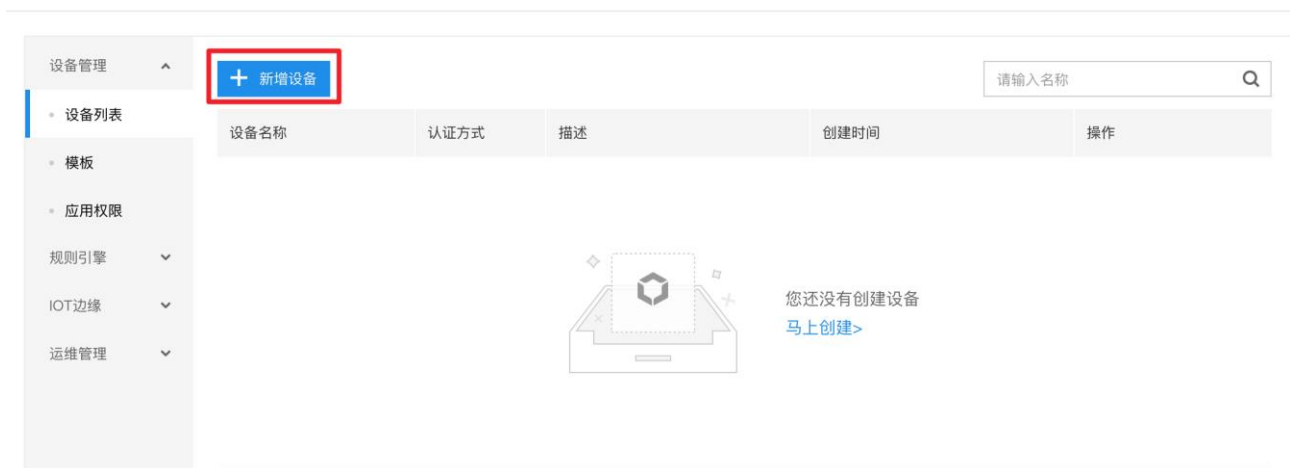 设备管理
设备列表
模板
应用权限
规则引擎
IOT边缘
运维管理
新增设备
请输入名称
设备名称 认证方式 描述 创建时间 操作
您还没有创建设备
马上创建>